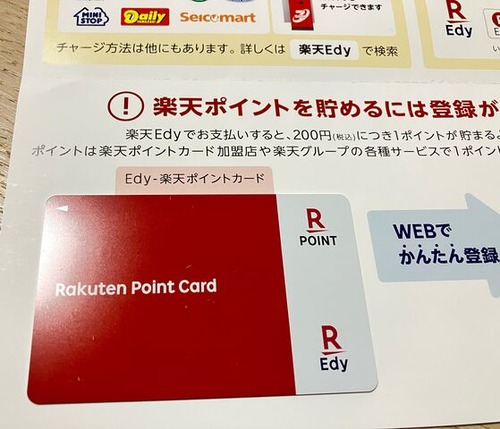 MINI STOP
Daily
SeicoMart
チャージできます
R
Edy
チャージ方法は他にもあります。詳しくは 楽天Edy で検索
! 楽天ポイントを貯めるには登録が
楽天Edyでお支払いすると、200円(税込)につき1ポイントが貯まる
ポイントは楽天ポイントカード加盟店や楽天グループの各種サービスで1ポイン
Edy-楽天ポイントカード
R
POINT
WEBで
かんたん登録
Rakuten Point Card
R
Edy